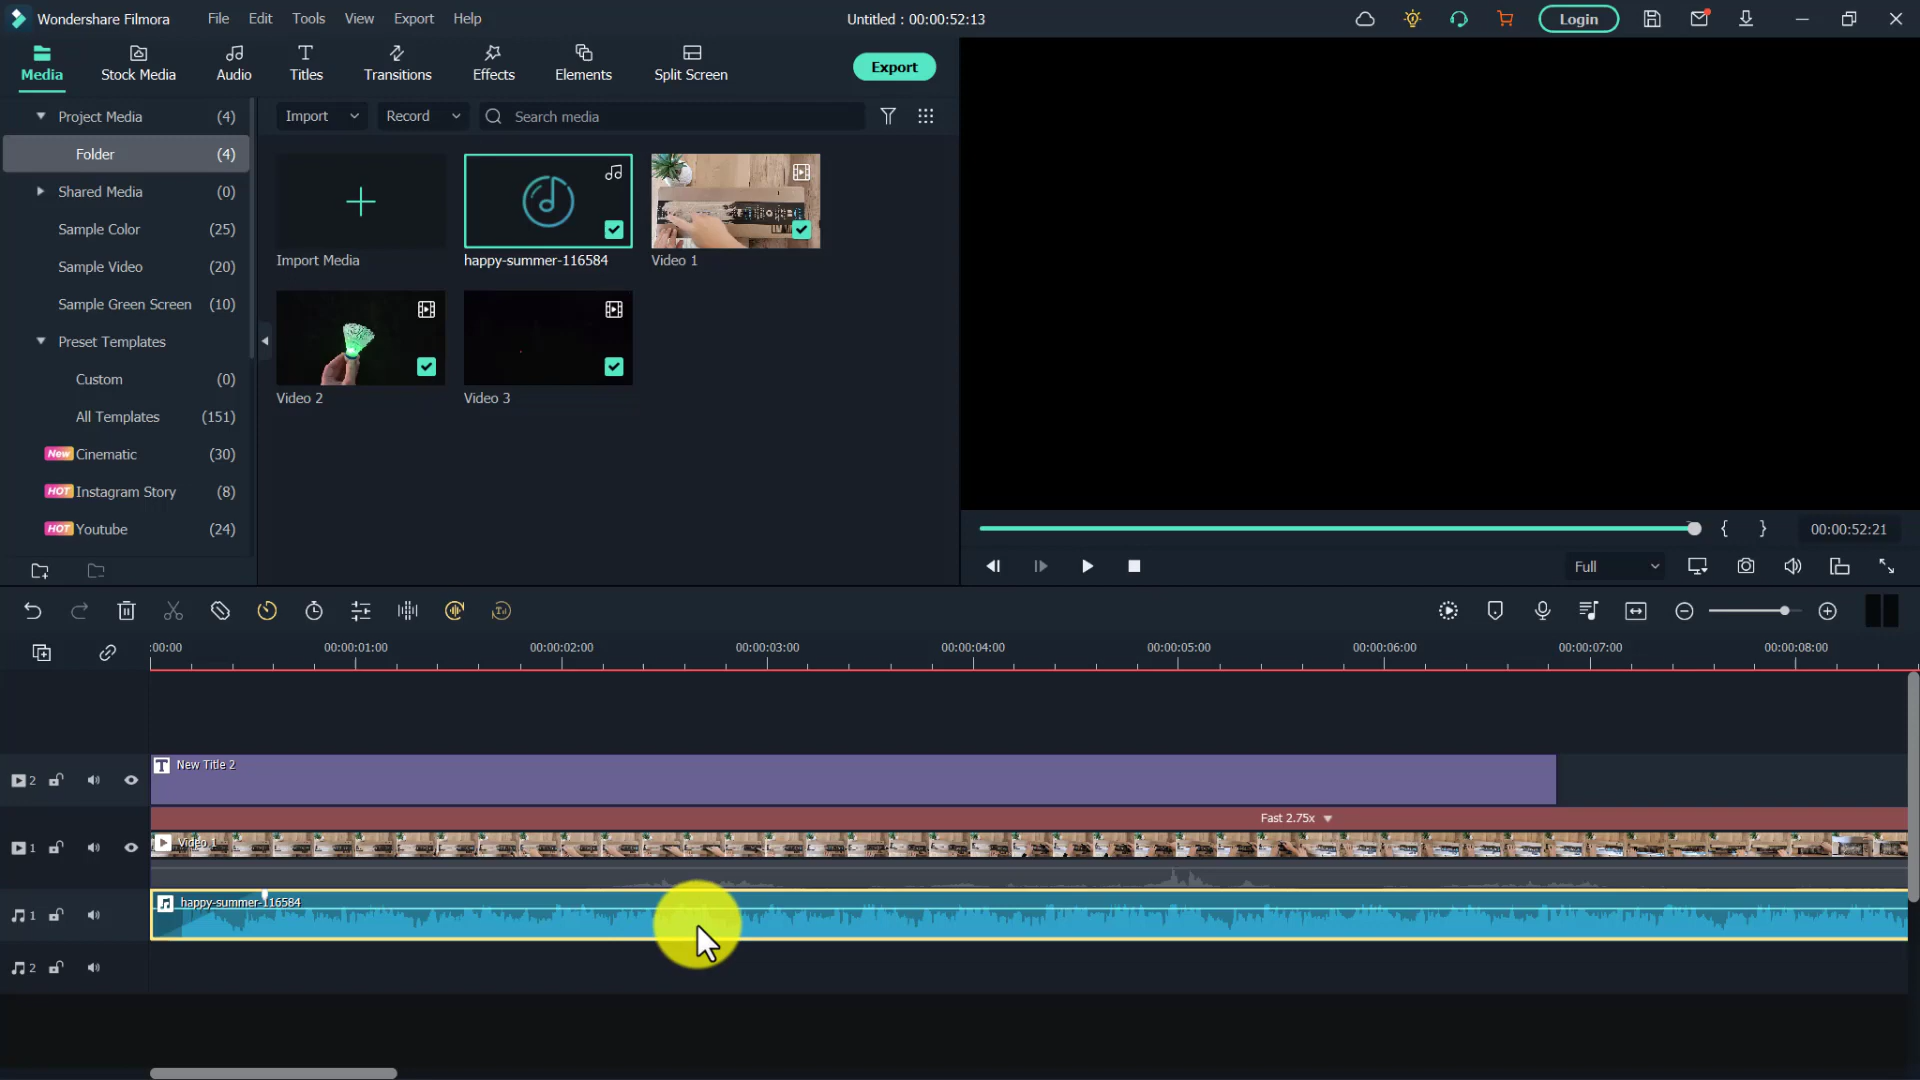 Wondershare Filmora
File
Edit
Tools
View
Export
Help
Untitled : 00:00:52:13
Login
Media
Stock Media
Audio
Titles
Transitions
Effects
Elements
Split Screen
Export
Project Media (4)
Folder (4)
Shared Media (0)
Sample Color (25)
Sample Video (20)
Sample Green Screen (10)
Preset Templates
Custom (0)
All Templates (151)
New Cinematic (30)
HOT Instagram Story (8)
HOT Youtube (24)
Import
Record
Search media
Import Media
happy-summer-116584
Video 1
Video 2
Video 3
{ } 00:00:52:21
Full
:00:00
00:00:01:00
00:00:02:00
00:00:03:00
00:00:04:00
00:00:05:00
00:00:06:00
00:00:07:00
00:00:08:00
2
T New Title 2
Fast 2.75x
1
Video 1
1
happy-summer-116584
2